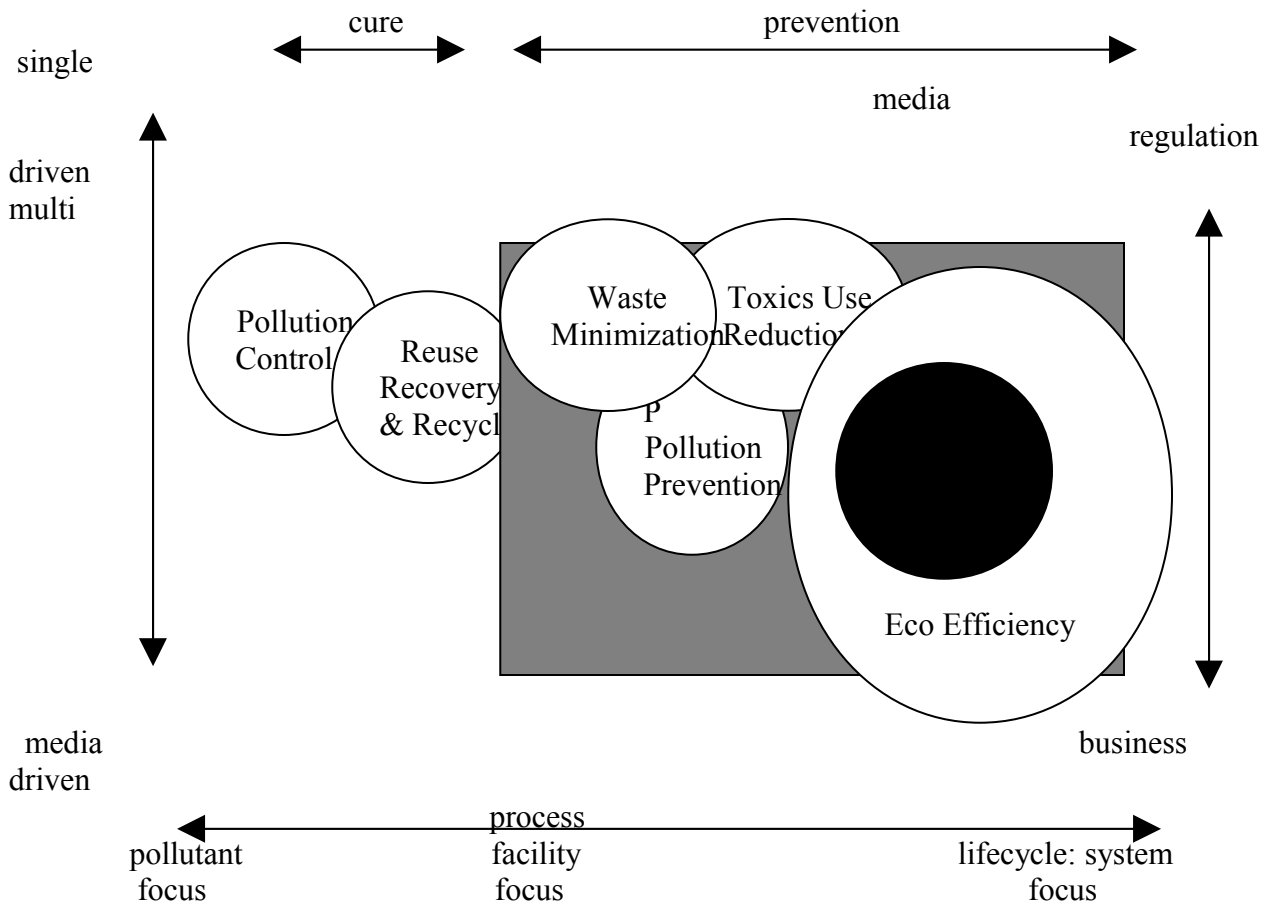 cure
prevention
single
media
regulation
driven
multi
Pollution
Control
Reuse
Recovery
& Recycl
Waste
Minimization
Toxics Use
Reduction
P
Pollution
Prevention
Eco Efficiency
media
driven
business
process
facility
focus
pollutant
focus
lifecycle: system
focus